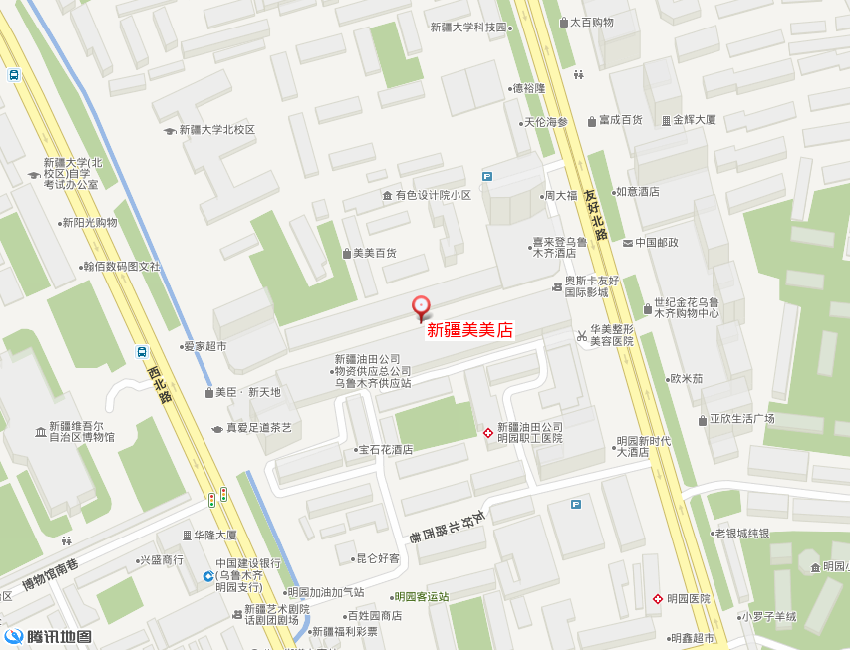 新疆大学科技园
太百购物
德裕隆
天伦海参
富成百货
金辉大厦
新疆大学北校区
新疆大学(北
校区)自学
考试办公室
有色设计院小区
周大福
如意酒店
友好北路
新阳光购物
喜来登乌鲁
木齐酒店
中国邮政
美美百货
翰佰数码图文社
奥斯卡友好
国际影城
世纪金花乌鲁
木齐购物中心
新疆美美店
华美整形
美容医院
爱家超市
新疆油田公司
物资供应总公司
乌鲁木齐供应站
西北路
美臣·新天地
欧米茄
亚欣生活广场
新疆维吾尔
自治区博物馆
真爱足道茶艺
新疆油田公司
明园职工医院
宝石花酒店
明园新时代
大酒店
友好北路西巷
华隆大厦
老银城纯银
兴盛商行
昆仑好客
博物馆南巷
中国建设银行
(乌鲁木齐
明园支行)
明园小
明园加油加气站
明园客运站
明园医院
区
新疆艺术剧院
话剧团剧场
百姓园商店
小罗子羊绒
新疆福利彩票
明鑫超市
腾讯地图